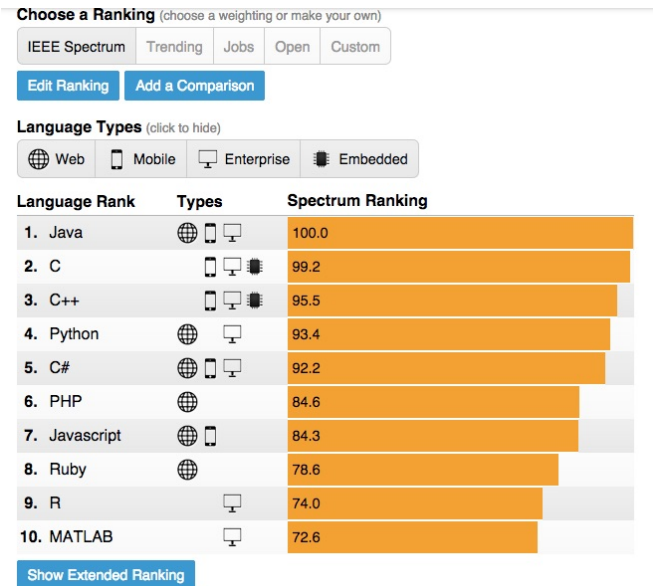 Choose a Ranking (choose a weighting or make your own)
IEEE Spectrum Trending Jobs Open Custom
Edit Ranking Add a Comparison
Language Types (click to hide)
Web Mobile Enterprise Embedded
Language Rank Types Spectrum Ranking
1. Java 100.0
2. C 99.2
3. C++ 95.5
4. Python 93.4
5. C# 92.2
6. PHP 84.6
7. Javascript 84.3
8. Ruby 78.6
9. R 74.0
10. MATLAB 72.6
Show Extended Ranking